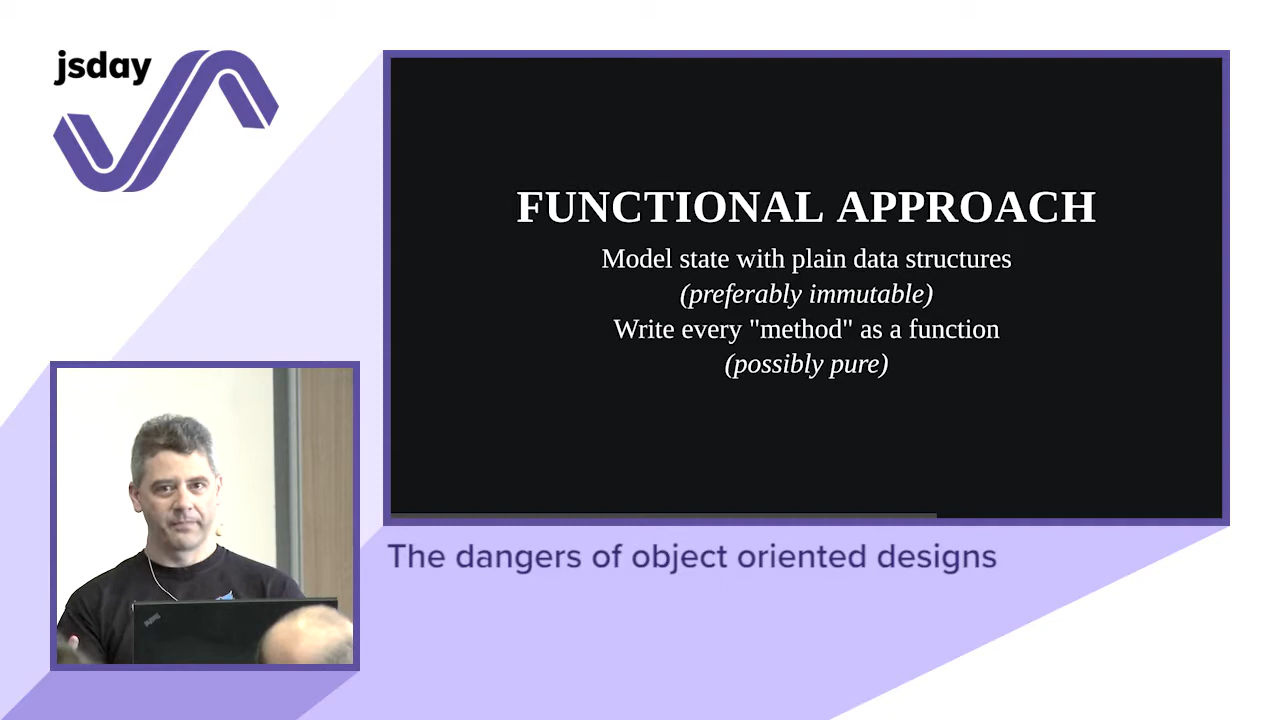 jsday
FUNCTIONAL APPROACH
Model state with plain data structures
(preferably immutable)
Write every "method" as a function
(possibly pure)
The dangers of object oriented designs